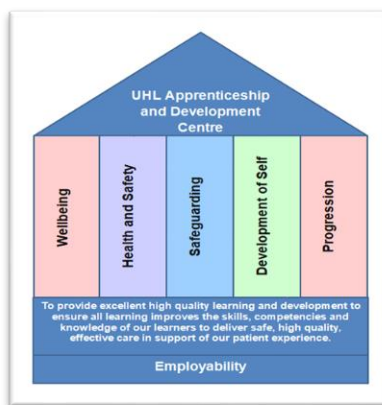 UHL Apprenticeship
and Development
Centre
Wellbeing
Health and Safety
Safeguarding
Development of Self
Progression
To provide excellent high quality learning and development to
ensure all learning improves the skills, competencies and
knowledge of our learners to deliver safe, high quality,
effective care in support of our patient experience.
Employability